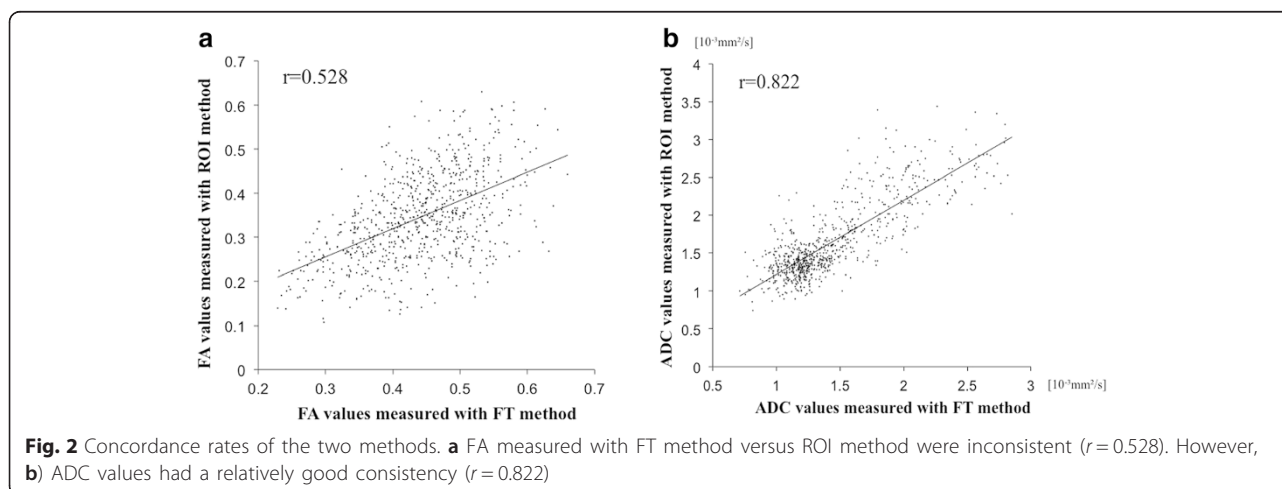 a
r=0.528
FA values measured with ROI method
0.7
0.6
0.5
0.4
0.3
0.2
0.1
0
0.2 0.3 0.4 0.5 0.6 0.7
FA values measured with FT method
b
[10⁻³mm²/s]
r=0.822
ADC values measured with ROI method
4
3.5
3
2.5
2
1.5
1
0.5
0
0.5 1 1.5 2 2.5 3 [10⁻³mm²/s]
ADC values measured with FT method
Fig. 2 Concordance rates of the two methods. a FA measured with FT method versus ROI method were inconsistent (r = 0.528). However,
b) ADC values had a relatively good consistency (r = 0.822)